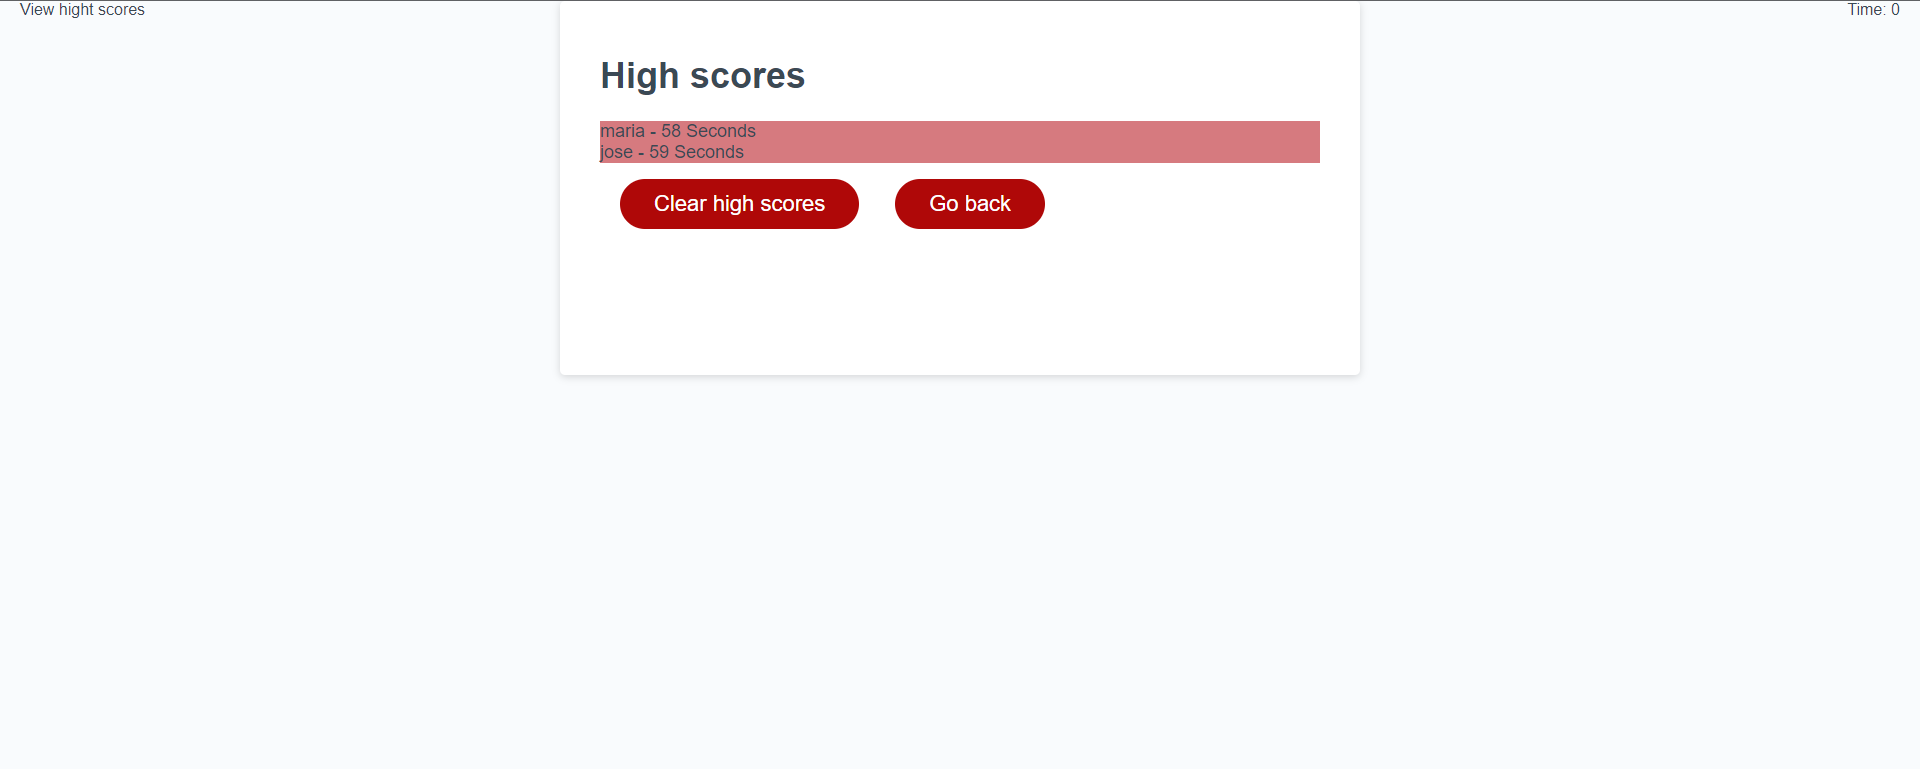 View hight scores
Time: 0
High scores
maria - 58 Seconds
jose - 59 Seconds
Clear high scores
Go back